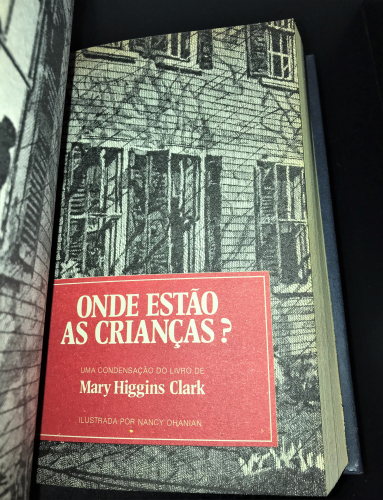 ONDE ESTÃO
AS CRIANÇAS?
UMA CONDENSAÇÃO DO LIVRO DE
Mary Higgins Clark
ILUSTRADA POR NANCY OHANIAN